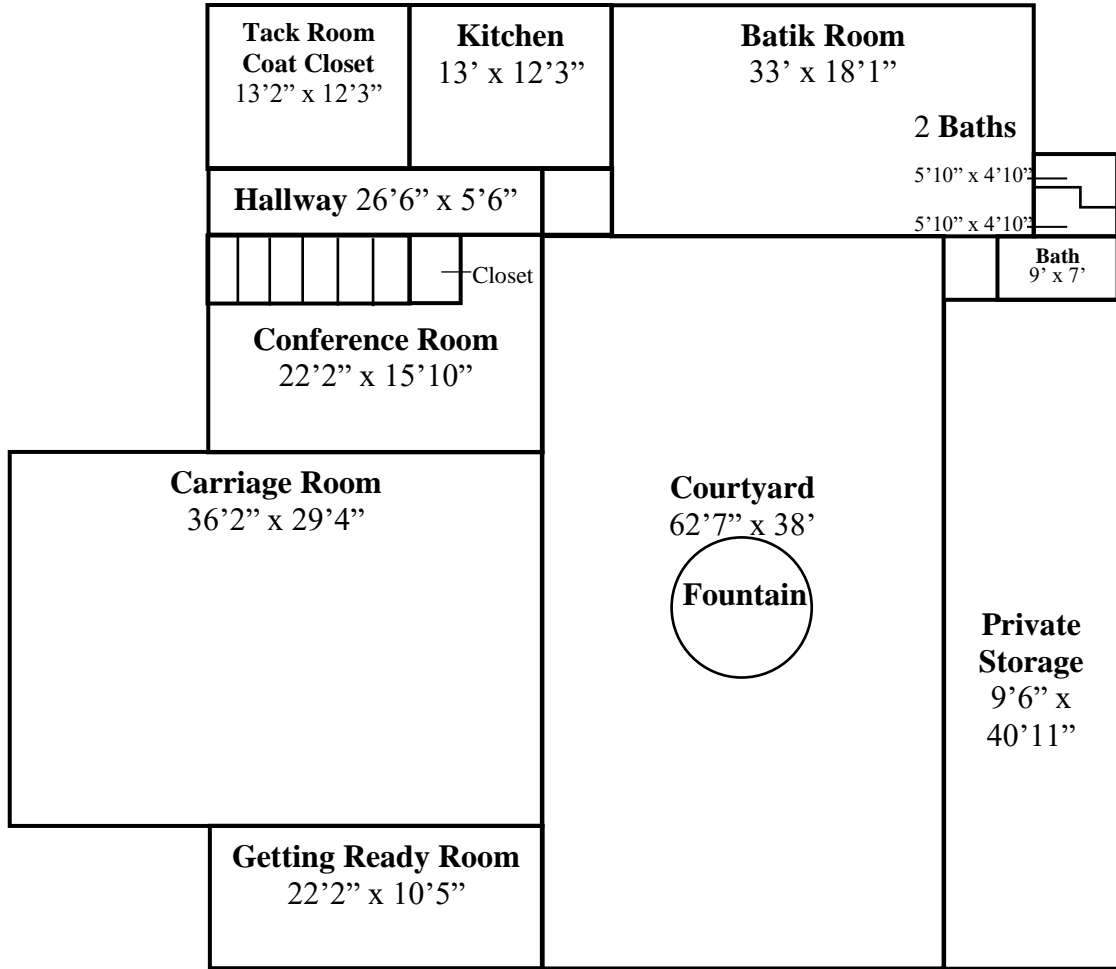 Tack Room
Coat Closet
13’2” x 12’3”
Kitchen
13’ x 12’3”
Batik Room
33’ x 18’1”
2 Baths
5’10” x 4’10”
5’10” x 4’10”
Hallway 26’6” x 5’6”
Closet
Bath
9’ x 7’
Conference Room
22’2” x 15’10”
Carriage Room
36’2” x 29’4”
Courtyard
62’7” x 38’
Fountain
Private
Storage
9’6” x
40’11”
Getting Ready Room
22’2” x 10’5”